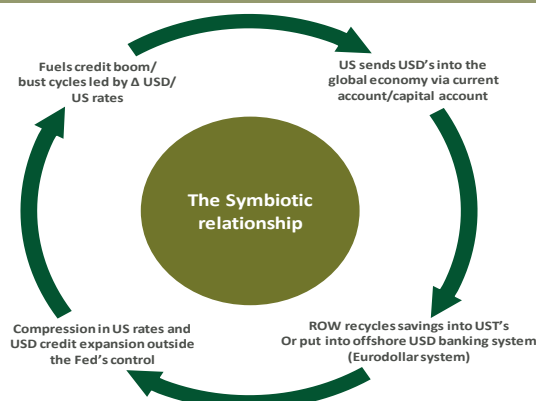 Fuels credit boom/
bust cycles led by Δ USD/
US rates
US sends USD's into the
global economy via current
account/capital account
The Symbiotic
relationship
Compression in US rates and
USD credit expansion outside
the Fed's control
ROW recycles savings into UST's
Or put into offshore USD banking system
(Eurodollar system)